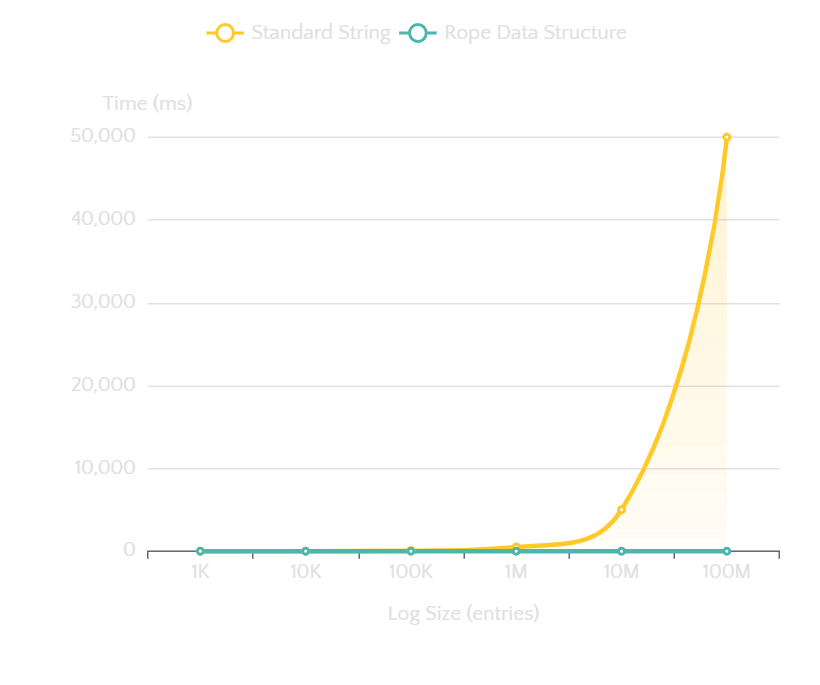 Standard String Rope Data Structure
Time (ms)
50,000
40,000
30,000
20,000
10,000
0
1K 10K 100K 1M 10M 100M
Log Size (entries)